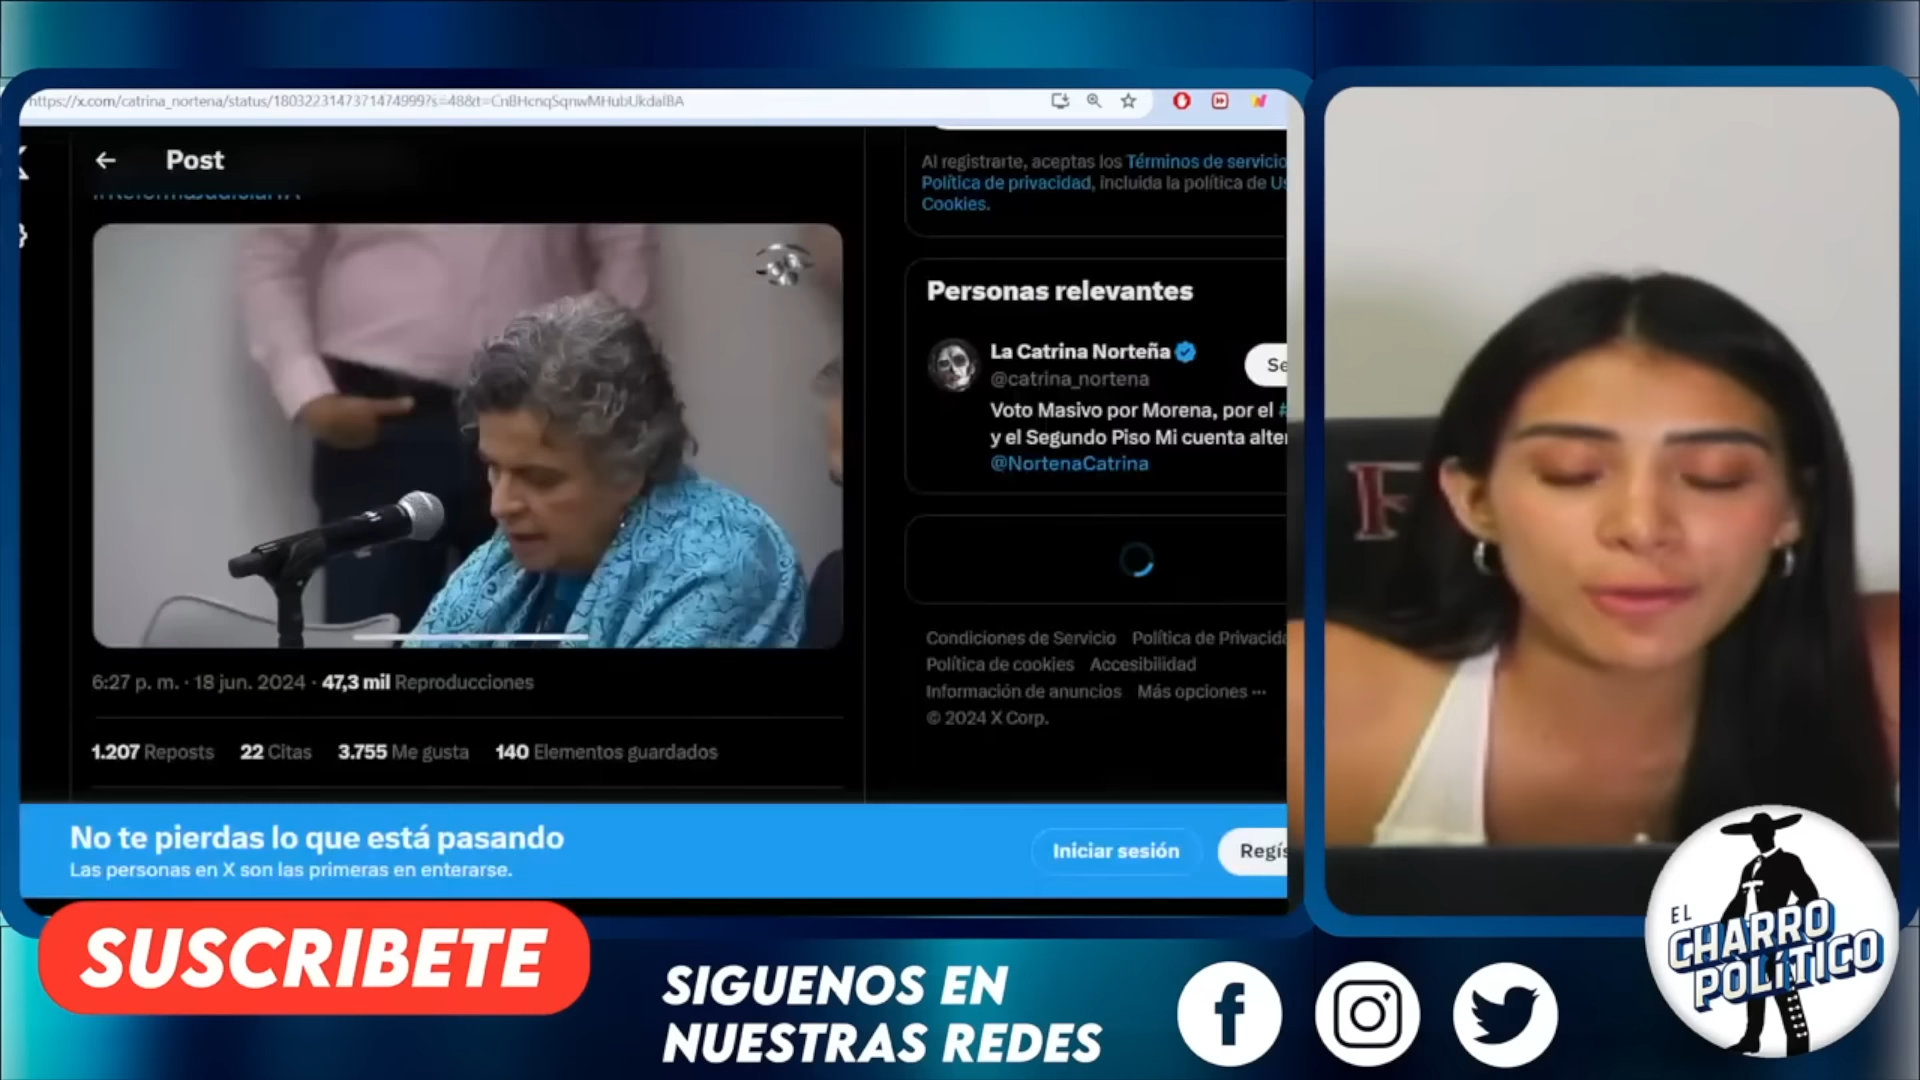 https://x.com/catrina_nortena/status/1803223147371474999?s=48&t=CnBHcnqSqnwMHubUkdalBA
Post
#ReformaJudicialYA
6:27 p. m. · 18 jun. 2024 · 47,3 mil Reproducciones
1.207 Reposts 22 Citas 3.755 Me gusta 140 Elementos guardados
Al registrarte, aceptas los Términos de servicio
Política de privacidad, incluida la política de Us
Cookies.
Personas relevantes
La Catrina Norteña
@catrina_nortena
Se
Voto Masivo por Morena, por el #
y el Segundo Piso Mi cuenta alter
@NortenaCatrina
Condiciones de Servicio Política de Privacida
Política de cookies Accesibilidad
Información de anuncios Más opciones ···
© 2024 X Corp.
No te pierdas lo que está pasando
Las personas en X son las primeras en enterarse.
Iniciar sesión
Regís
F
SUSCRIBETE
SIGUENOS EN
NUESTRAS REDES
EL
CHARRO
POLÍTICO